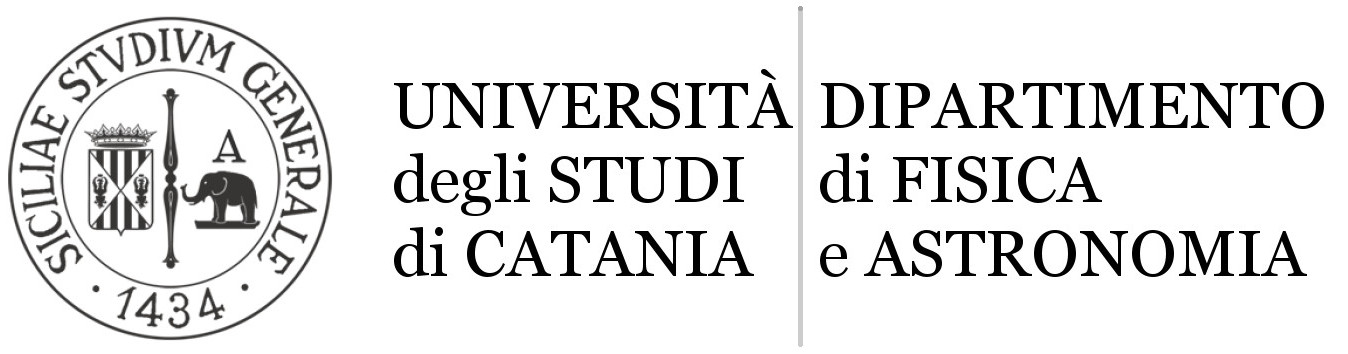 SICILIAE STVDIVM GENERALE
A
· 1434 ·
UNIVERSITÀ
degli STUDI
di CATANIA
DIPARTIMENTO
di FISICA
e ASTRONOMIA